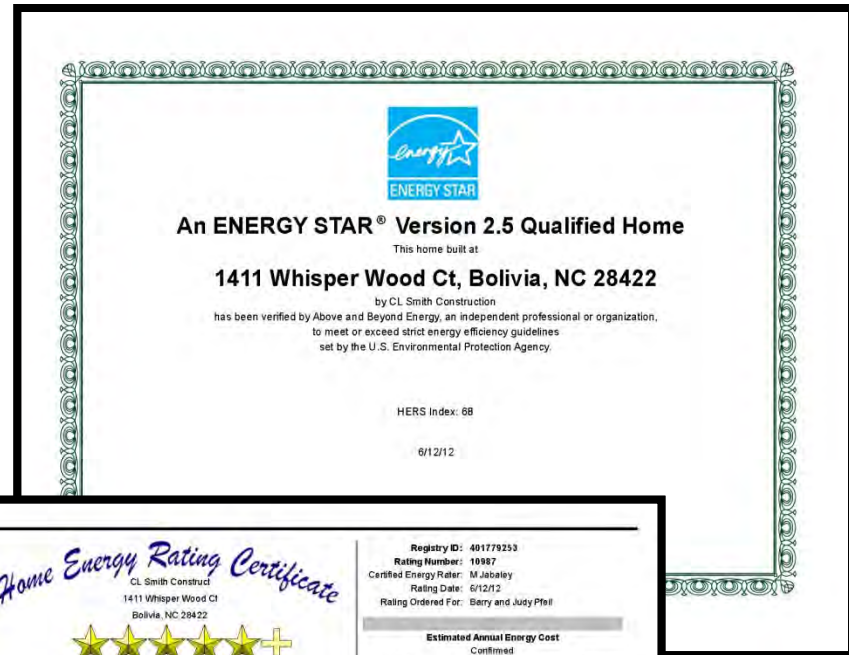 energy
ENERGY STAR
An ENERGY STAR® Version 2.5 Qualified Home
This home built at
1411 Whisper Wood Ct, Bolivia, NC 28422
by CL Smith Construction
has been verified by Above and Beyond Energy, an independent professional or organization,
to meet or exceed strict energy efficiency guidelines
set by the U.S. Environmental Protection Agency.
HERS Index: 68
6/12/12
Home Energy Rating Certificate
CL Smith Construct
1411 Whisper Wood Ct
Bolivia, NC 28422
Registry ID: 401779253
Rating Number: 10987
Certified Energy Rater: M Jabaley
Rating Date: 6/12/12
Rating Ordered For: Barry and Judy Pfeil
Estimated Annual Energy Cost
Confirmed